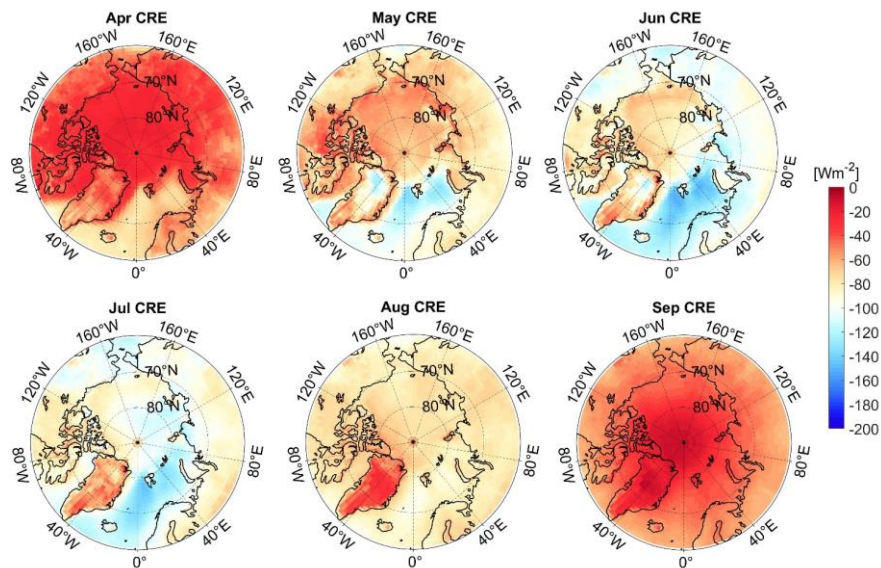 Apr CRE
May CRE
Jun CRE
160°W
160°E
120°W
120°E
70°N
80°N
80°W
80°E
40°W
40°E
0°
160°W
160°E
120°W
120°E
70°N
80°N
80°W
80°E
40°W
40°E
0°
160°W
160°E
120°W
120°E
70°N
80°N
80°W
80°E
40°W
40°E
0°
[Wm-2]
0
-20
-40
-60
-80
-100
-120
-140
-160
-180
-200
Jul CRE
Aug CRE
Sep CRE
160°W
160°E
120°W
120°E
70°N
80°N
80°W
80°E
40°W
40°E
0°
160°W
160°E
120°W
120°E
70°N
80°N
80°W
80°E
40°W
40°E
0°
160°W
160°E
120°W
120°E
70°N
80°N
80°W
80°E
40°W
40°E
0°